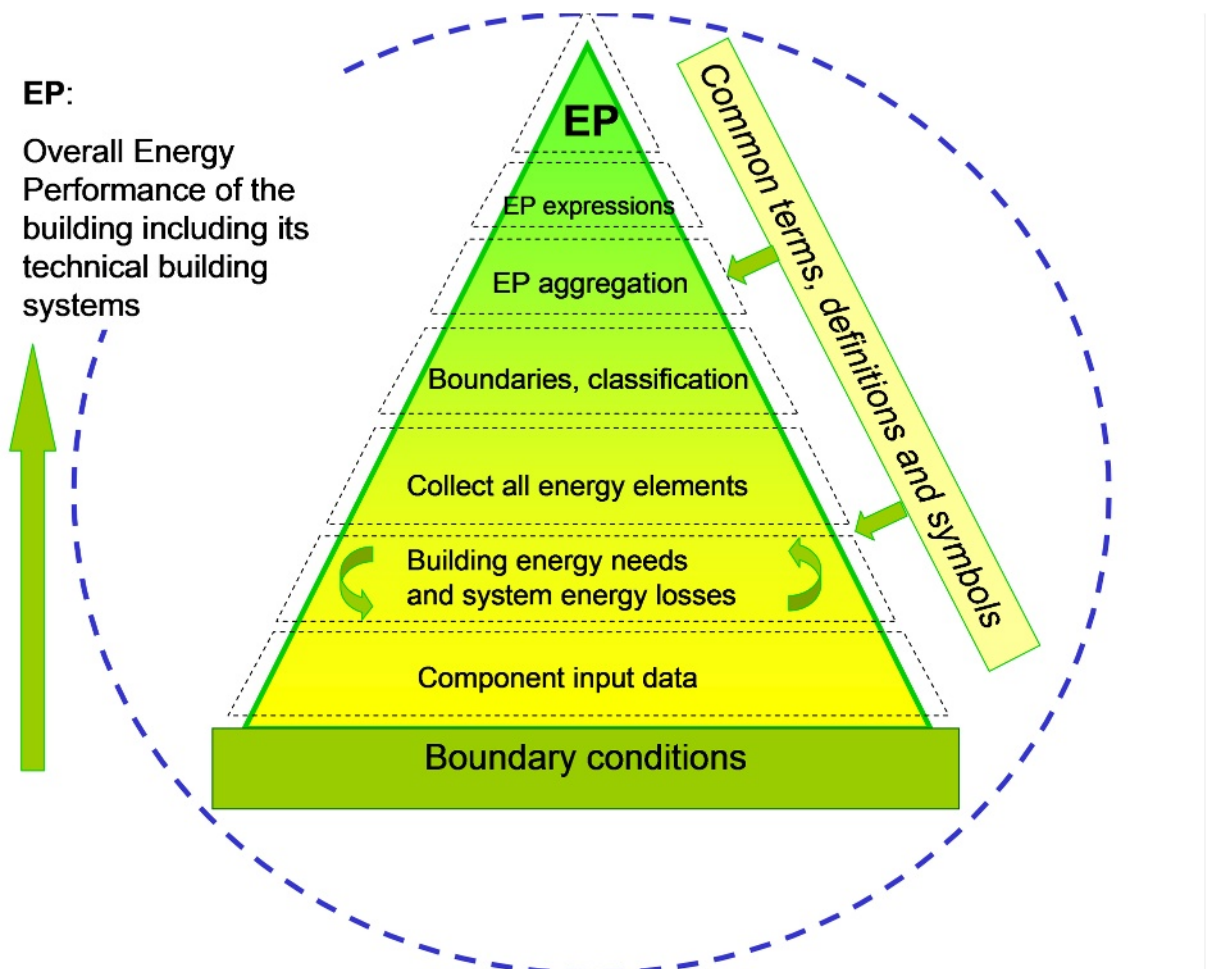 EP:
Overall Energy
Performance of the
building including its
technical building
systems
EP
EP expressions
EP aggregation
Boundaries, classification
Collect all energy elements
Building energy needs
and system energy losses
Component input data
Boundary conditions
Common terms, definitions and symbols